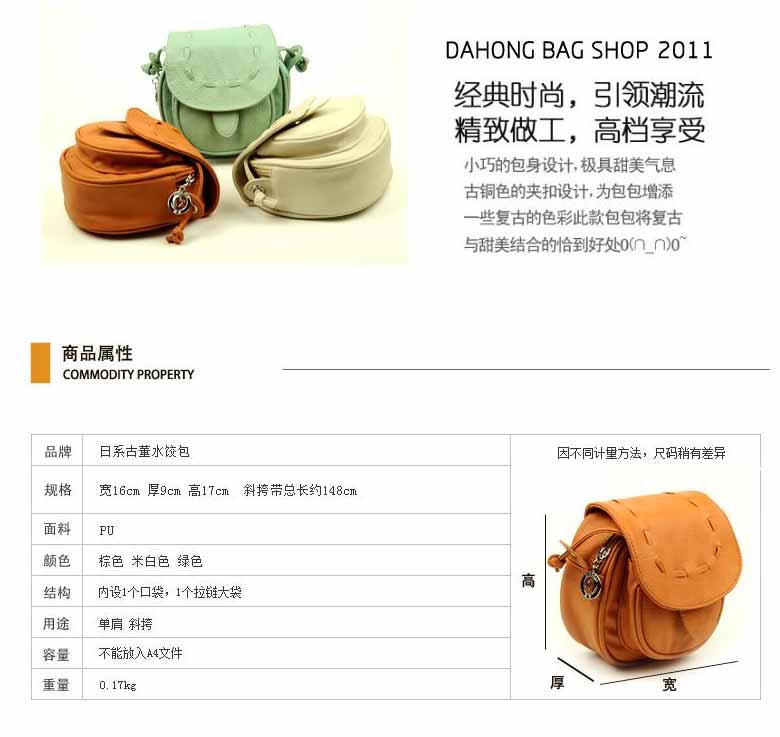 DAHONG BAG SHOP 2011
经典时尚，引领潮流
精致做工，高档享受
小巧的包身设计,极具甜美气息
古铜色的夹扣设计,为包包增添
一些复古的色彩此款包包将复古
与甜美结合的恰到好处0(∩_∩)0~
商品属性
COMMODITY PROPERTY
品牌 日系古董水饺包
规格 宽16cm 厚9cm 高17cm 斜挎带总长约148cm
面料 PU
颜色 棕色 米白色 绿色
结构 内设1个口袋，1个拉链大袋
用途 单肩 斜挎
容量 不能放入A4文件
重量 0.17kg
因不同计量方法，尺码稍有差异
高
厚
宽